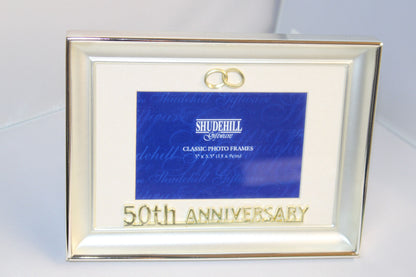 SHUDEHILL
Giftware
CLASSIC PHOTO FRAMES
50th ANNIVERSARY